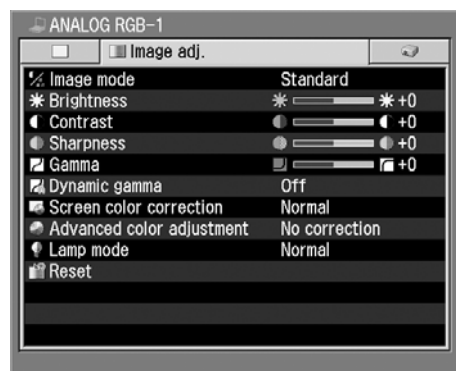 ANALOG RGB-1
Image adj.
Image mode Standard
Brightness +0
Contrast +0
Sharpness +0
Gamma +0
Dynamic gamma Off
Screen color correction Normal
Advanced color adjustment No correction
Lamp mode Normal
Reset